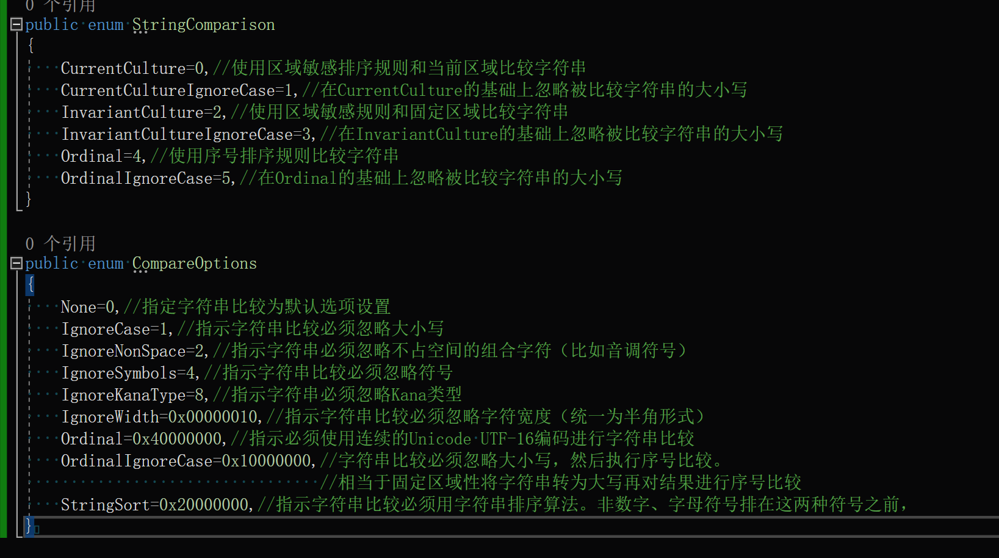 0 个引用
public enum StringComparison
{
CurrentCulture=0,//使用区域敏感排序规则和当前区域比较字符串
CurrentCultureIgnoreCase=1,//在CurrentCulture的基础上忽略被比较字符串的大小写
InvariantCulture=2,//使用区域敏感规则和固定区域比较字符串
InvariantCultureIgnoreCase=3,//在InvariantCulture的基础上忽略被比较字符串的大小写
Ordinal=4,//使用序号排序规则比较字符串
OrdinalIgnoreCase=5,//在Ordinal的基础上忽略被比较字符串的大小写
}
0 个引用
public enum CompareOptions
{
None=0,//指定字符串比较为默认选项设置
IgnoreCase=1,//指示字符串比较必须忽略大小写
IgnoreNonSpace=2,//指示字符串必须忽略不占空间的组合字符（比如音调符号）
IgnoreSymbols=4,//指示字符串比较必须忽略符号
IgnoreKanaType=8,//指示字符串必须忽略Kana类型
IgnoreWidth=0x00000010,//指示字符串比较必须忽略字符宽度（统一为半角形式）
Ordinal=0x40000000,//指示必须使用连续的Unicode UTF-16编码进行字符串比较
OrdinalIgnoreCase=0x10000000,//字符串比较必须忽略大小写，然后执行序号比较。
//相当于固定区域性将字符串转为大写再对结果进行序号比较
StringSort=0x20000000,//指示字符串比较必须用字符串排序算法。非数字、字母符号排在这两种符号之前，
}